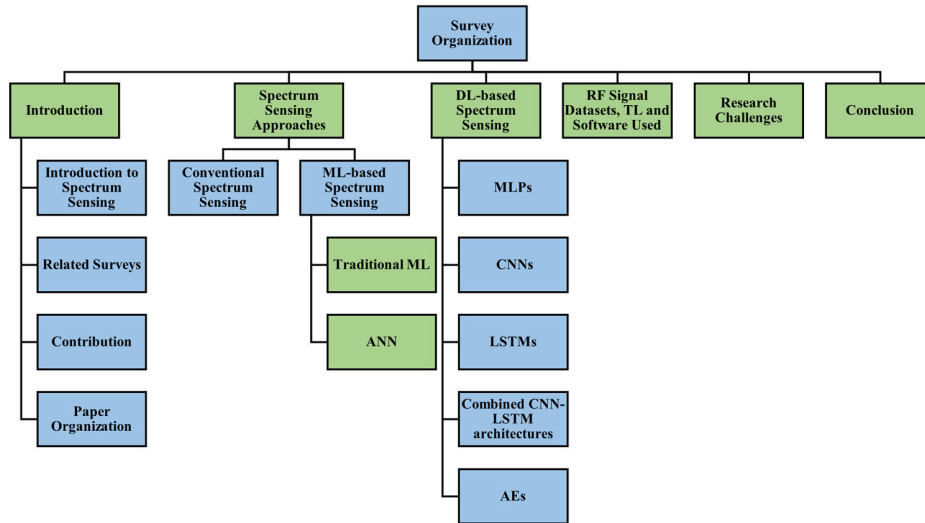 Survey
Organization
Introduction
Spectrum
Sensing
Approaches
DL-based
Spectrum
Sensing
RF Signal
Datasets, TL and
Software Used
Research
Challenges
Conclusion
Introduction to
Spectrum
Sensing
Related Surveys
Contribution
Paper
Organization
Conventional
Spectrum
Sensing
ML-based
Spectrum
Sensing
Traditional ML
ANN
MLPs
CNNs
LSTMs
Combined CNN-
LSTM
architectures
AEs